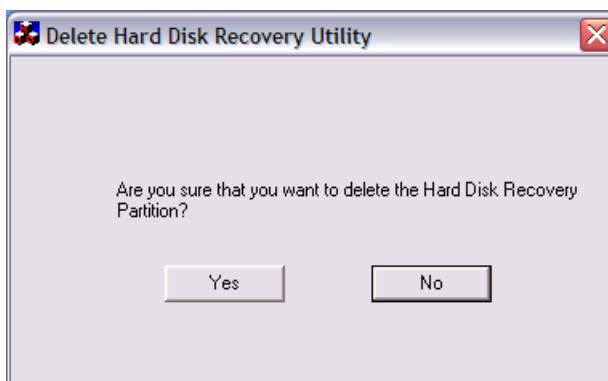 Delete Hard Disk Recovery Utility
Are you sure that you want to delete the Hard Disk Recovery
Partition?
Yes No